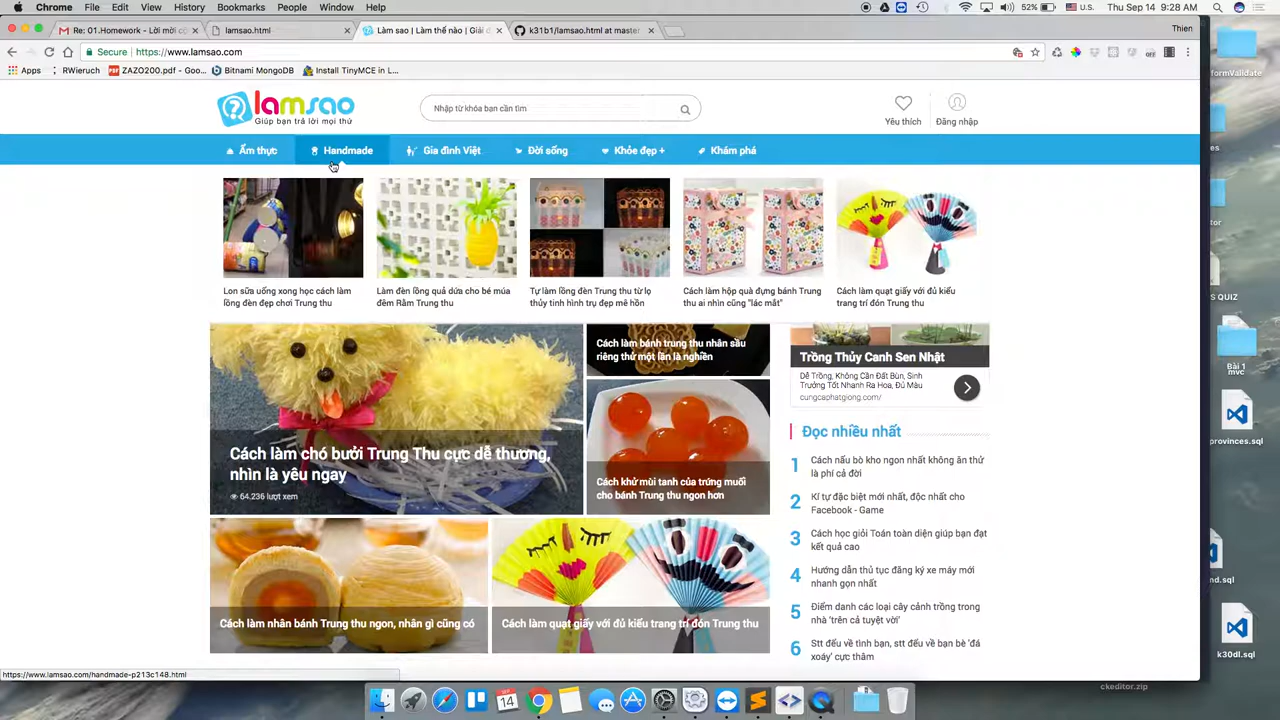 Chrome File Edit View History Bookmarks People Window Help
52% U.S. Thu Sep 14 9:28 AM
Re: 01.Homework - Lời mời cộ
lamsao.html
Làm sao | Làm thế nào | Giải đ
k31b1/lamsao.html at master
Thien
Secure https://www.lamsao.com
Apps RWieruch ZAZO200.pdf - Goo... Bitnami MongoDB Install TinyMCE in L...
lamsao
Giúp bạn trả lời mọi thứ
Nhập từ khóa bạn cần tìm
Yêu thích Đăng nhập
Ẩm thực Handmade Gia đình Việt Đời sống Khỏe đẹp + Khám phá
Lon sữa uống xong học cách làm
lồng đèn đẹp chơi Trung thu
Làm đèn lồng quả dứa cho bé múa
đêm Rằm Trung thu
Tự làm lồng đèn Trung thu từ lọ
thủy tinh hình trụ đẹp mê hồn
Cách làm hộp quà đựng bánh Trung
thu ai nhìn cũng "lác mắt"
Cách làm quạt giấy với đủ kiểu
trang trí đón Trung thu
Cách làm chó bưởi Trung Thu cực dễ thương,
nhìn là yêu ngay
64.236 lượt xem
Cách làm bánh trung thu nhân sầu
riêng thử một lần là nghiền
Cách khử mùi tanh của trứng muối
cho bánh Trung thu ngon hơn
Cách làm nhân bánh Trung thu ngon, nhân gì cũng có
Cách làm quạt giấy với đủ kiểu trang trí đón Trung thu
Trồng Thủy Canh Sen Nhật
Dễ Trồng, Không Cần Đất Bùn, Sinh
Trưởng Tốt Nhanh Ra Hoa, Đủ Màu
cungcaphatgiong.com/
Đọc nhiều nhất
1 Cách nấu bò kho ngon nhất không ăn thử
là phí cả đời
2 Kí tự đặc biệt mới nhất, độc nhất cho
Facebook - Game
3 Cách học giỏi Toán toàn diện giúp bạn đạt
kết quả cao
4 Hướng dẫn thủ tục đăng ký xe máy mới
nhanh gọn nhất
5 Điểm danh các loại cây cảnh trồng trong
nhà 'trên cả tuyệt vời'
6 Stt đểu về tình bạn, stt đểu về bạn bè 'đá
xoáy' cực thâm
https://www.lamsao.com/handmade-p213c148.html
formValidate
es
tor
S QUIZ
Bài 1
mvc
provinces.sql
nd.sql
k30dl.sql
ckeditor.zip
SEP
14